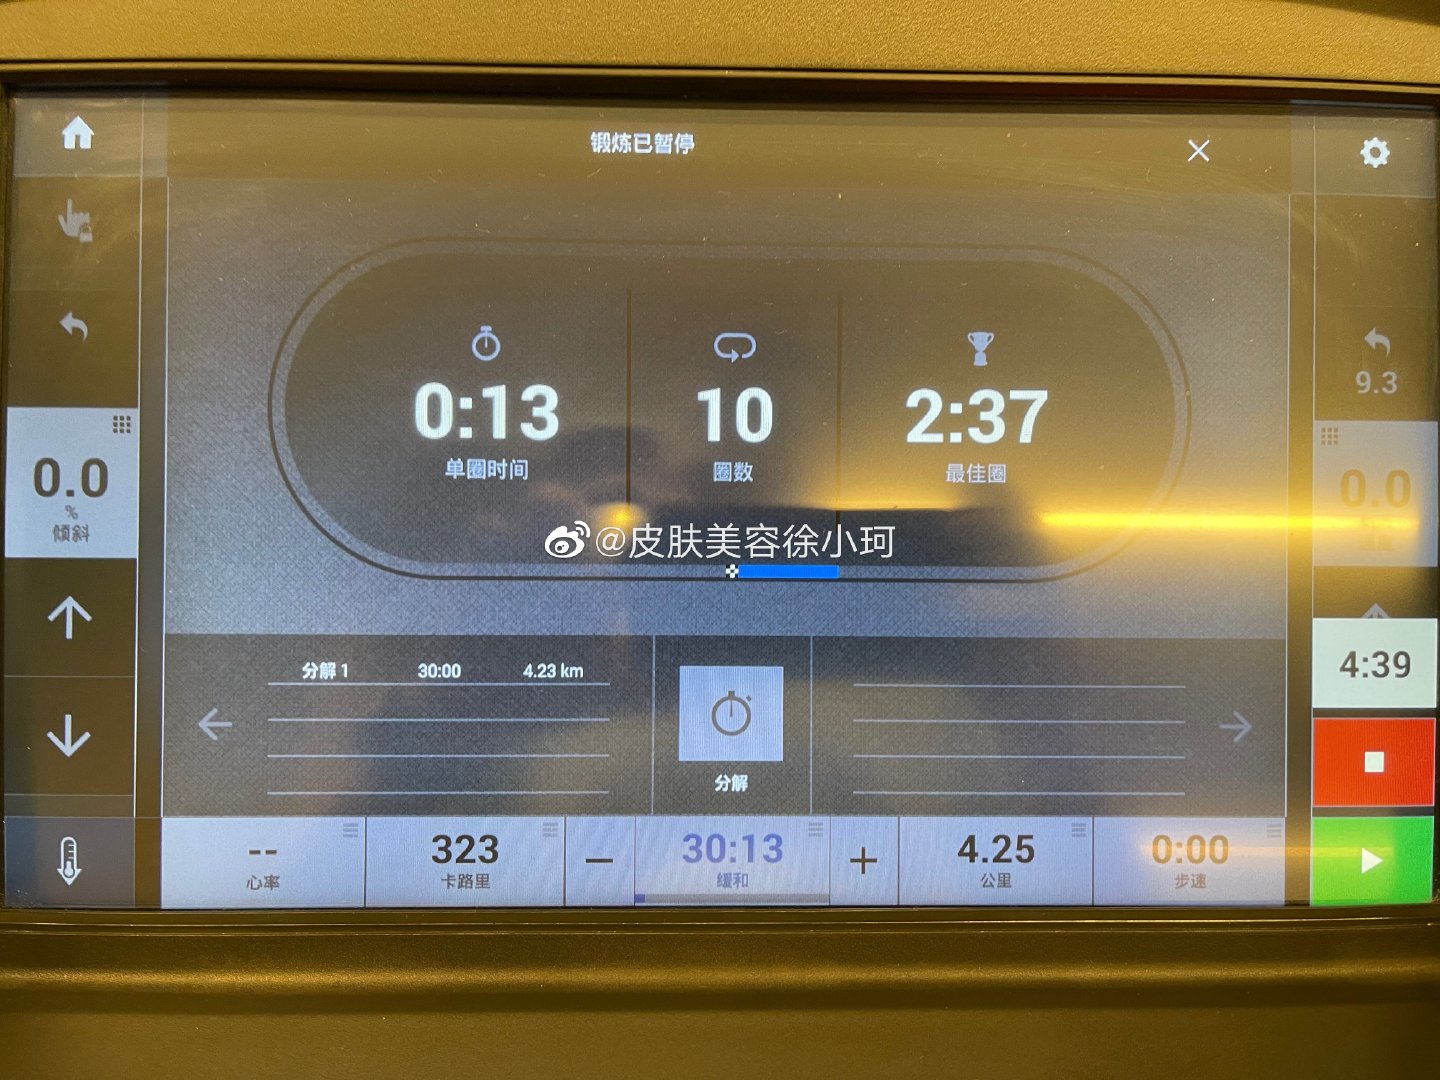 锻炼已暂停
9.3
0:13
单圈时间
10
圈数
2:37
最佳圈
0.0
%
倾斜
0.0
@皮肤美容徐小珂
分解 1 30:00 4.23 km
4:39
分解
--
心率
323
卡路里
30:13
缓和
4.25
公里
0:00
步速